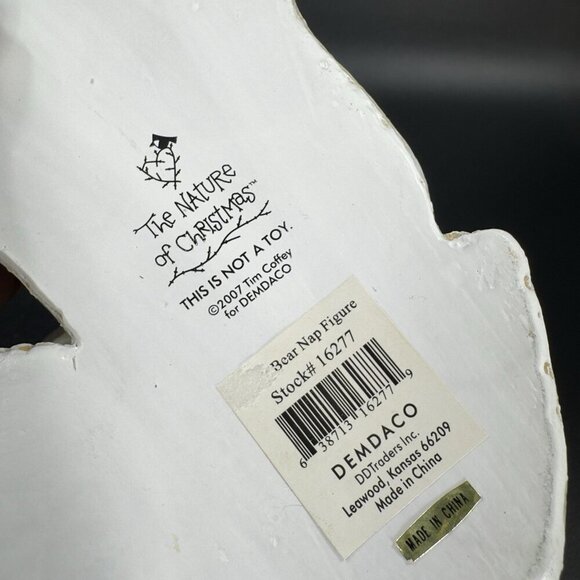 The NATURE
of CHRISTMAS™
THIS IS NOT A TOY.
©2007 Tim Coffey
for DEMDACO
Bear Nap Figure
Stock# 16277
6 38713 16277 9
DEMDACO
DDTraders Inc.
Leawood, Kansas 66209
Made in China
MADE IN CHINA